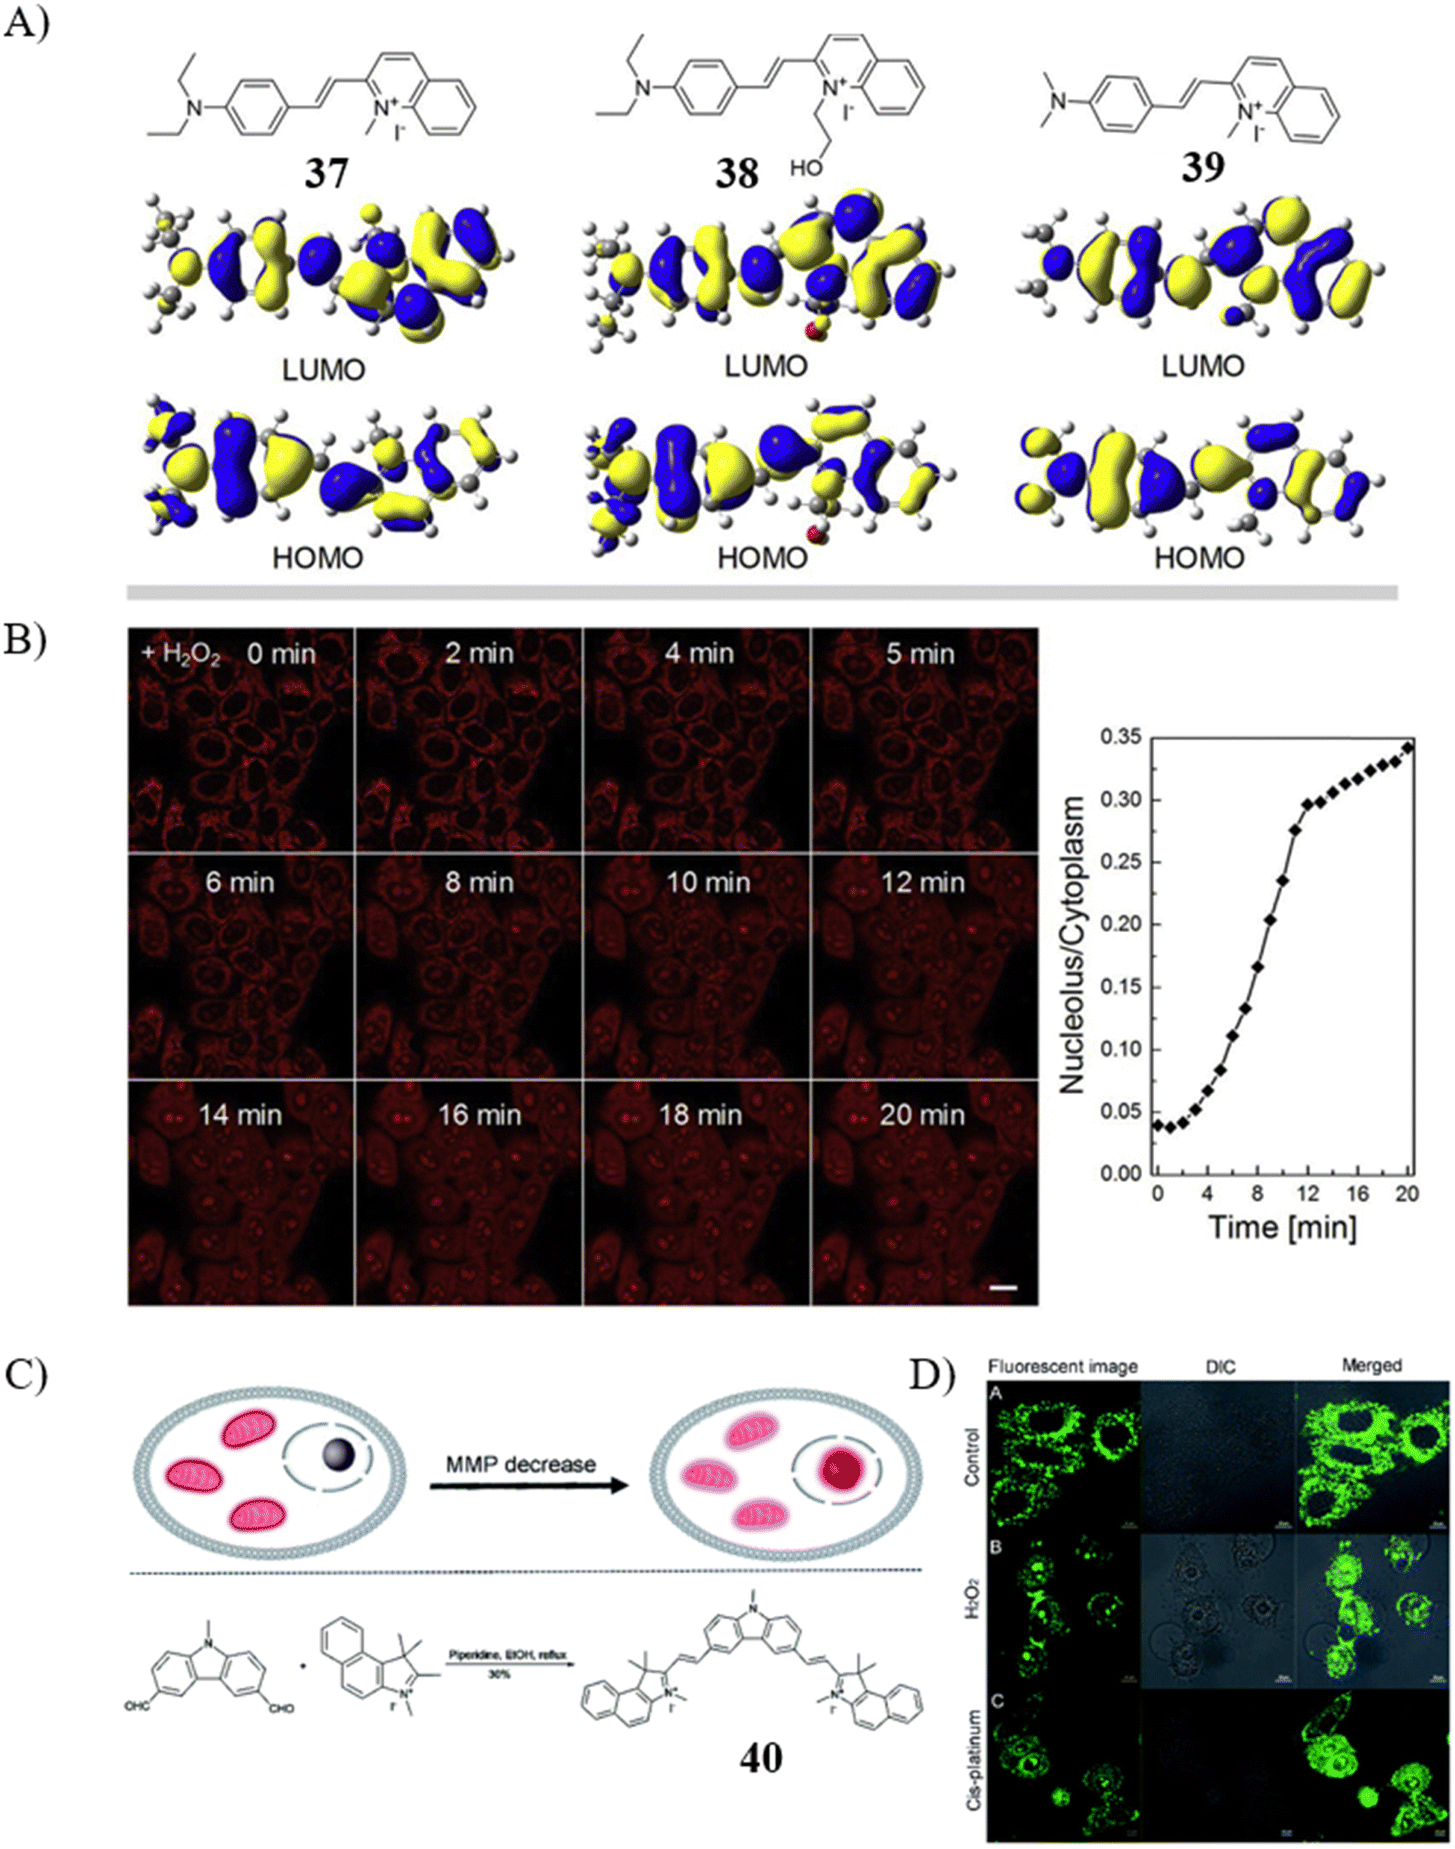 A)
37
38
39
N
N+
I-
N
N+
I-
HO
N
N+
I-
LUMO
LUMO
LUMO
HOMO
HOMO
HOMO
B)
+ H2O2 0 min
2 min
4 min
5 min
6 min
8 min
10 min
12 min
14 min
16 min
18 min
20 min
Nucleolus/Cytoplasm
0.35
0.30
0.25
0.20
0.15
0.10
0.05
0.00
0 4 8 12 16 20
Time [min]
C)
MMP decrease
N
OHC
CHO
+
N+
I-
Piperidine, EtOH, reflux
30%
N
N+
I-
N+
I-
40
D)
Fluorescent image DIC Merged
A
Control
B
H2O2
C
Cis-platinum